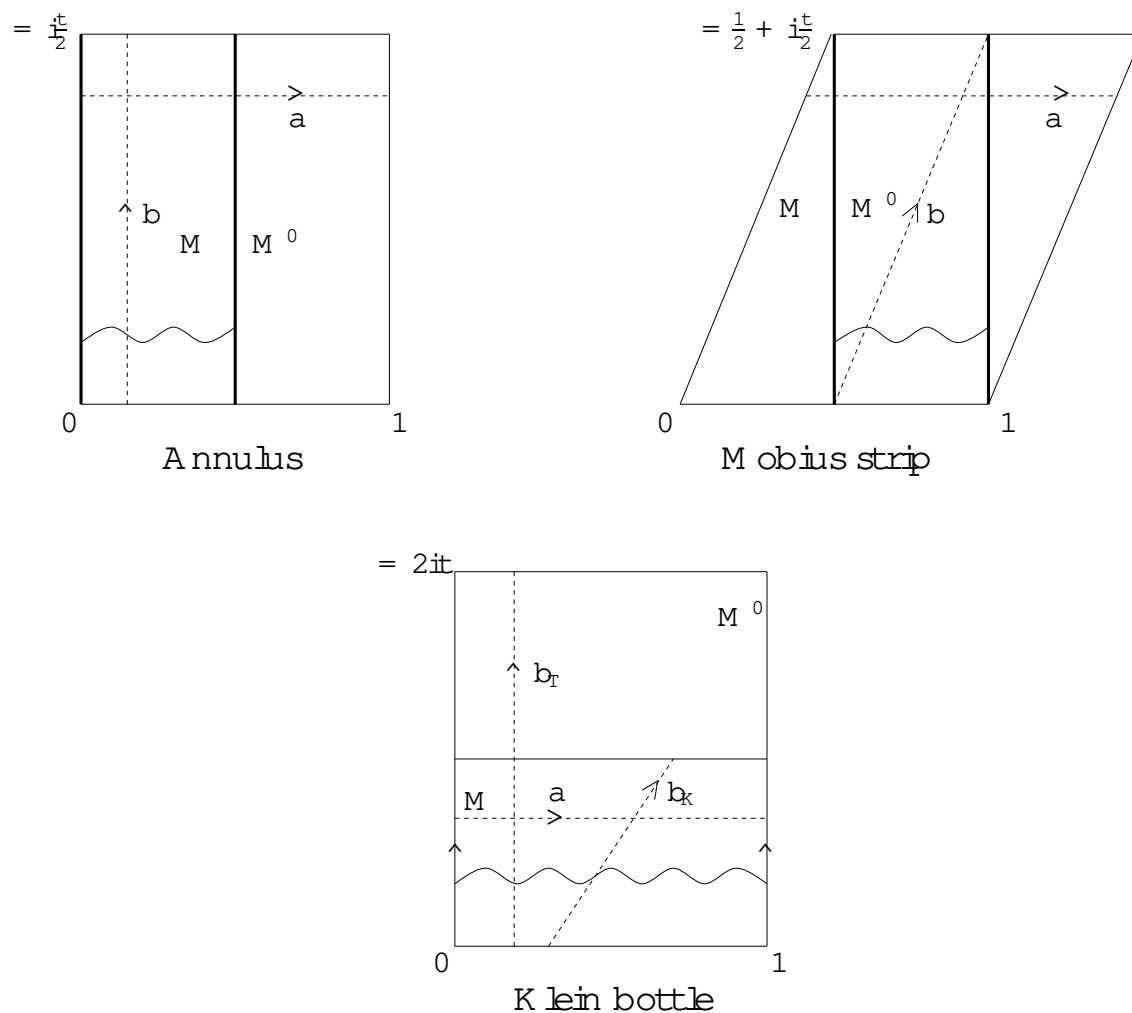 = i t/2
= 1/2 + i t/2
a
a
b
M
M 0
M
M 0
b
0
1
0
1
Annulus
Mobius strip
= 2it
M 0
b_T
M
a
b_K
0
1
Klein bottle